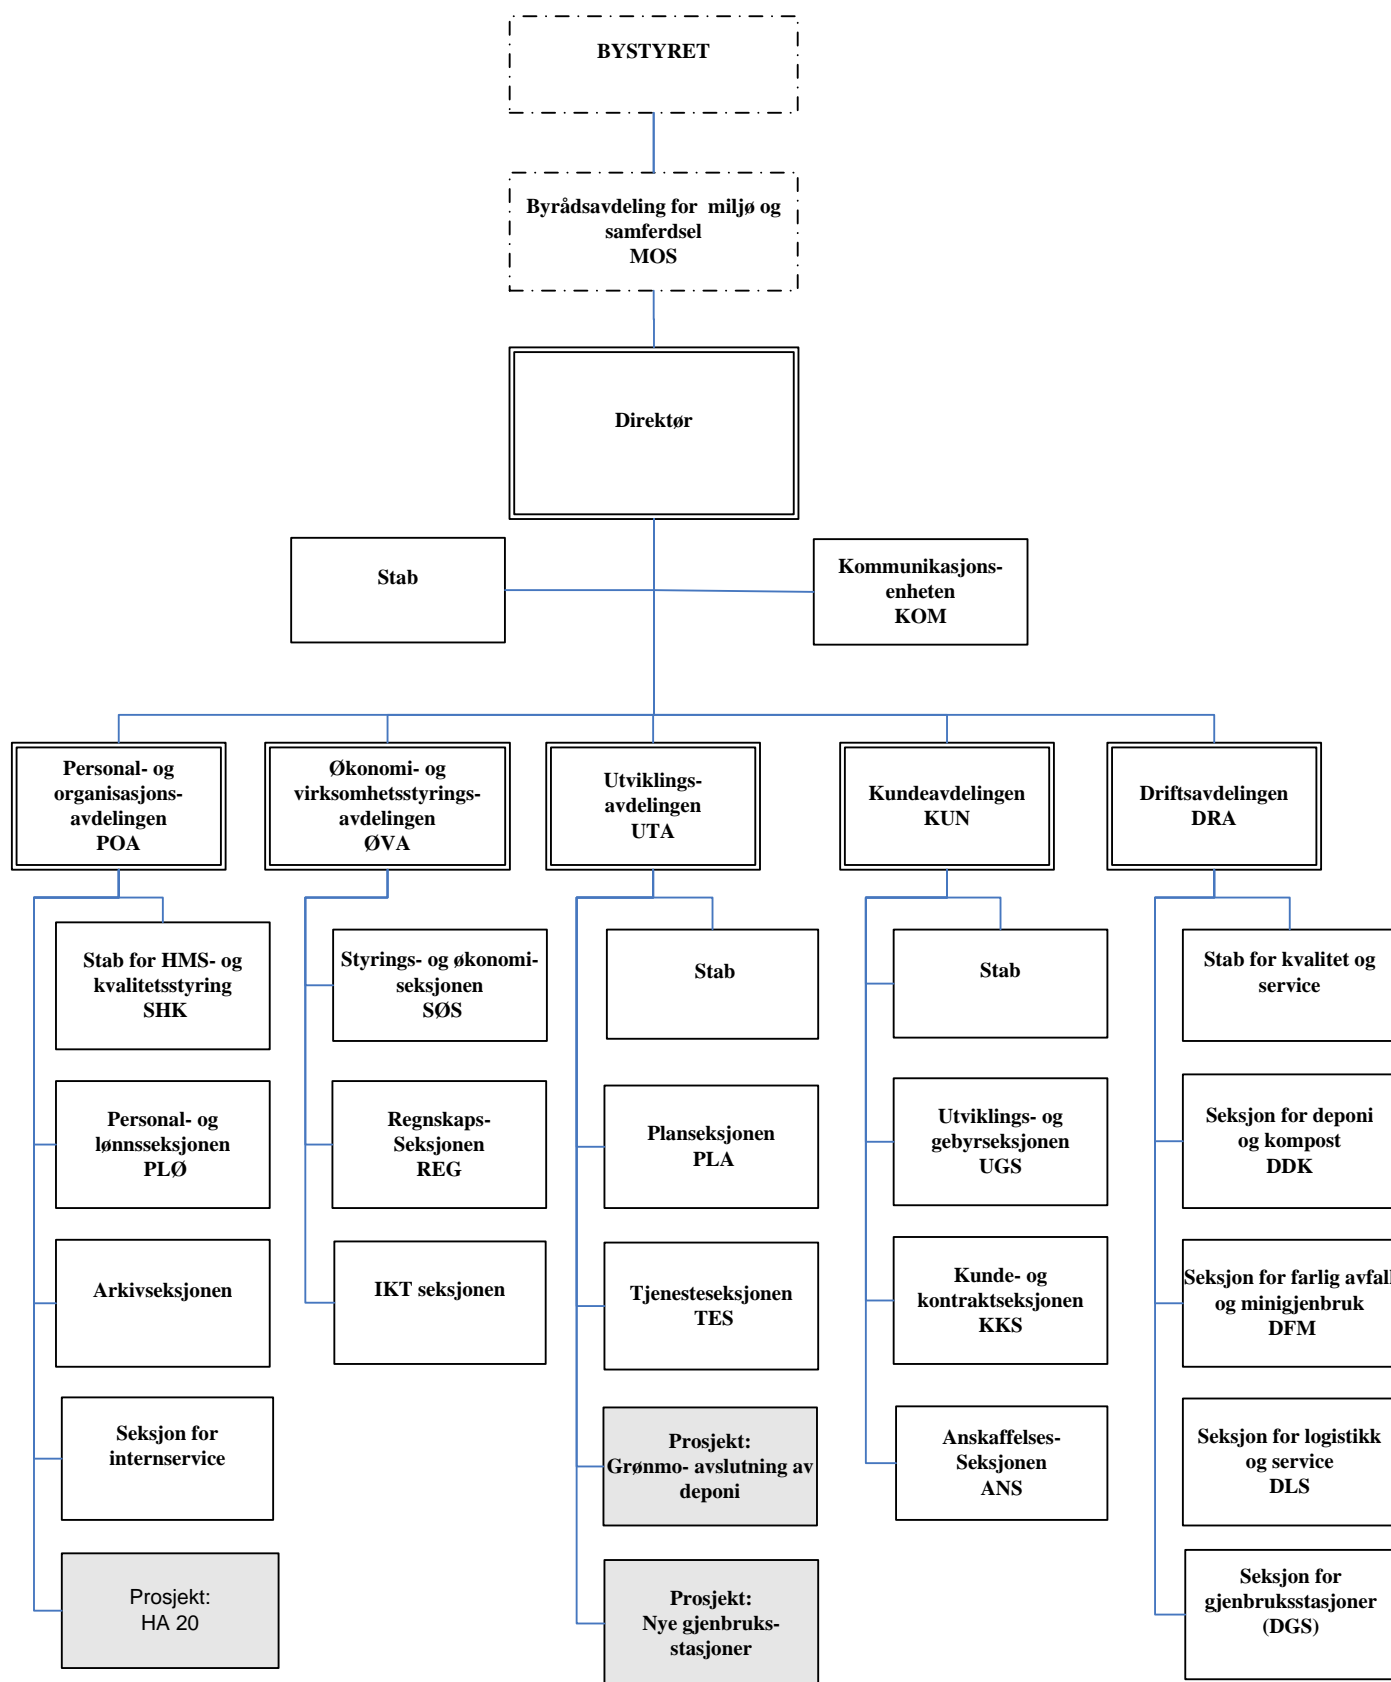 BYSTYRET
Byrådsavdeling for  miljø og
samferdsel
MOS
Direktør
Stab
Kommunikasjons-
enheten
KOM
Personal- og
organisasjons-
avdelingen
POA
Økonomi- og
virksomhetsstyrings-
avdelingen
ØVA
Utviklings-
avdelingen
UTA
Kundeavdelingen
KUN
Driftsavdelingen
DRA
Stab for HMS- og
kvalitetsstyring
SHK
Personal- og
lønnsseksjonen
PLØ
Arkivseksjonen
Seksjon for
internservice
Prosjekt:
HA 20
Styrings- og økonomi-
seksjonen
SØS
Regnskaps-
Seksjonen
REG
IKT seksjonen
Stab
Planseksjonen
PLA
Tjenesteseksjonen
TES
Prosjekt:
Grønmo- avslutning av
deponi
Prosjekt:
Nye gjenbruks-
stasjoner
Stab
Utviklings- og
gebyrseksjonen
UGS
Kunde- og
kontraktseksjonen
KKS
Anskaffelses-
Seksjonen
ANS
Stab for kvalitet og
service
Seksjon for deponi
og kompost
DDK
Seksjon for farlig avfall
og minigjenbruk
DFM
Seksjon for logistikk
og service
DLS
Seksjon for
gjenbruksstasjoner
(DGS)